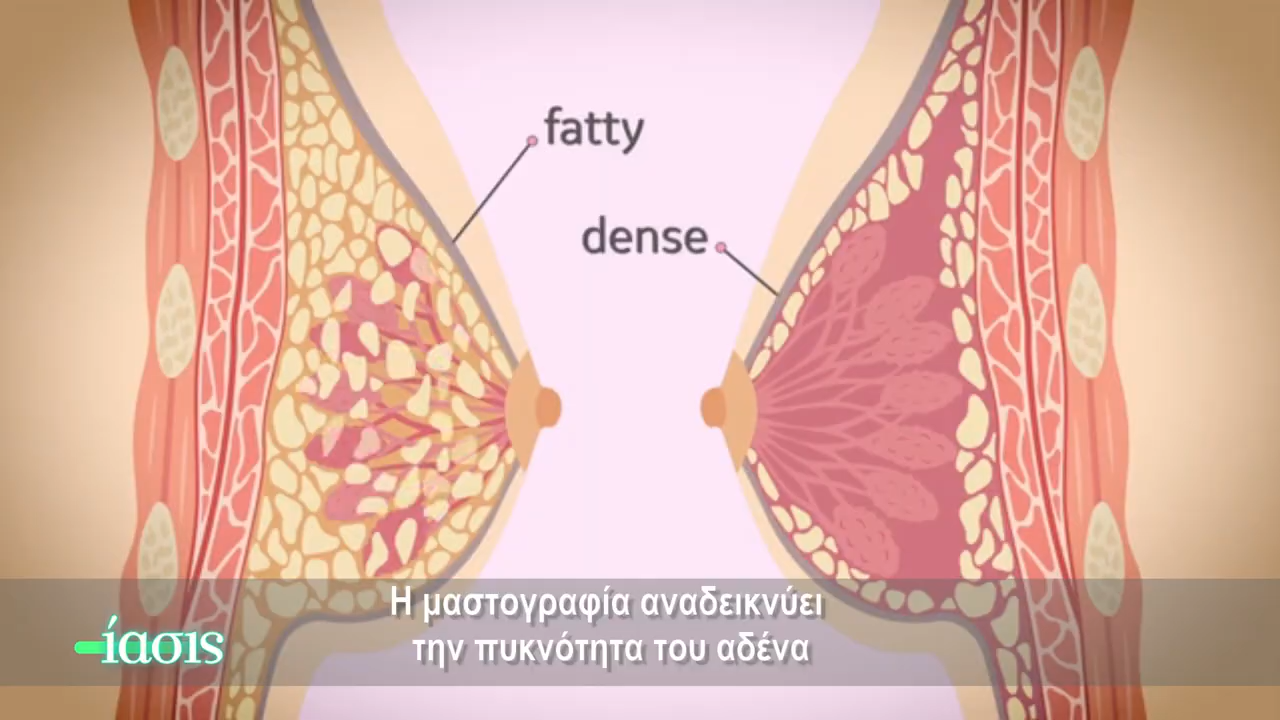 fatty
dense
Η μαστογραφία αναδεικνύει
την πυκνότητα του αδένα
ίασις